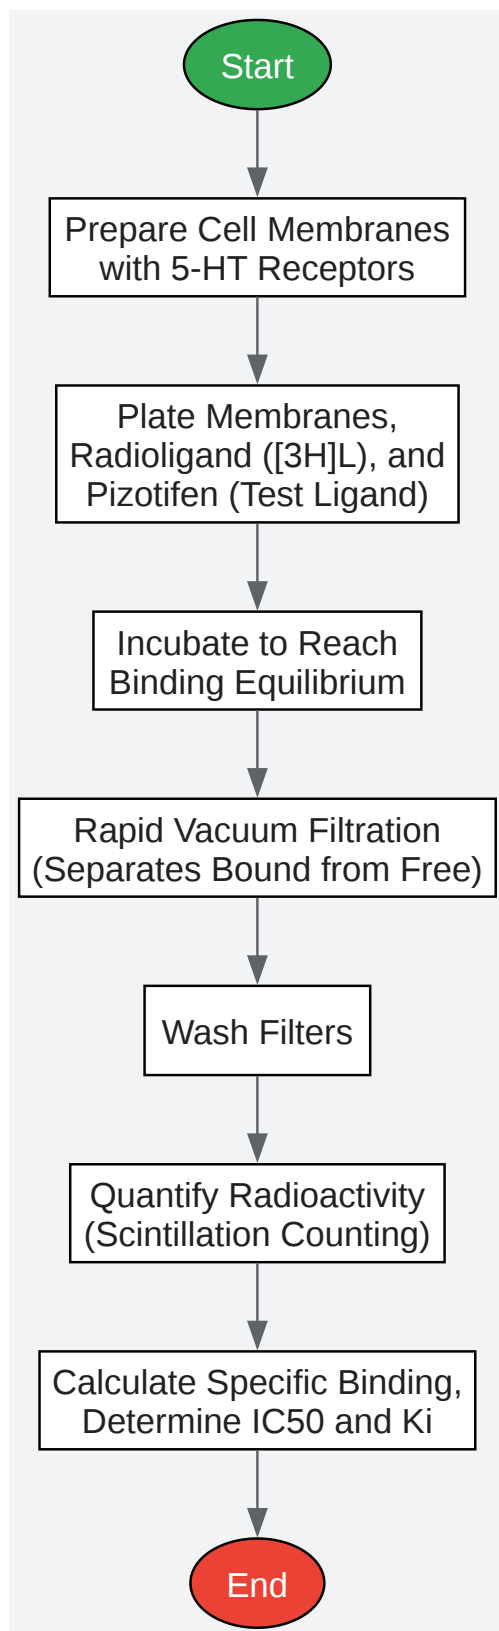 Start
Prepare Cell Membranes
with 5-HT Receptors
Plate Membranes,
Radioligand ([3H]L), and
Pizotifen (Test Ligand)
Incubate to Reach
Binding Equilibrium
Rapid Vacuum Filtration
(Separates Bound from Free)
Wash Filters
Quantify Radioactivity
(Scintillation Counting)
Calculate Specific Binding,
Determine IC50 and Ki
End